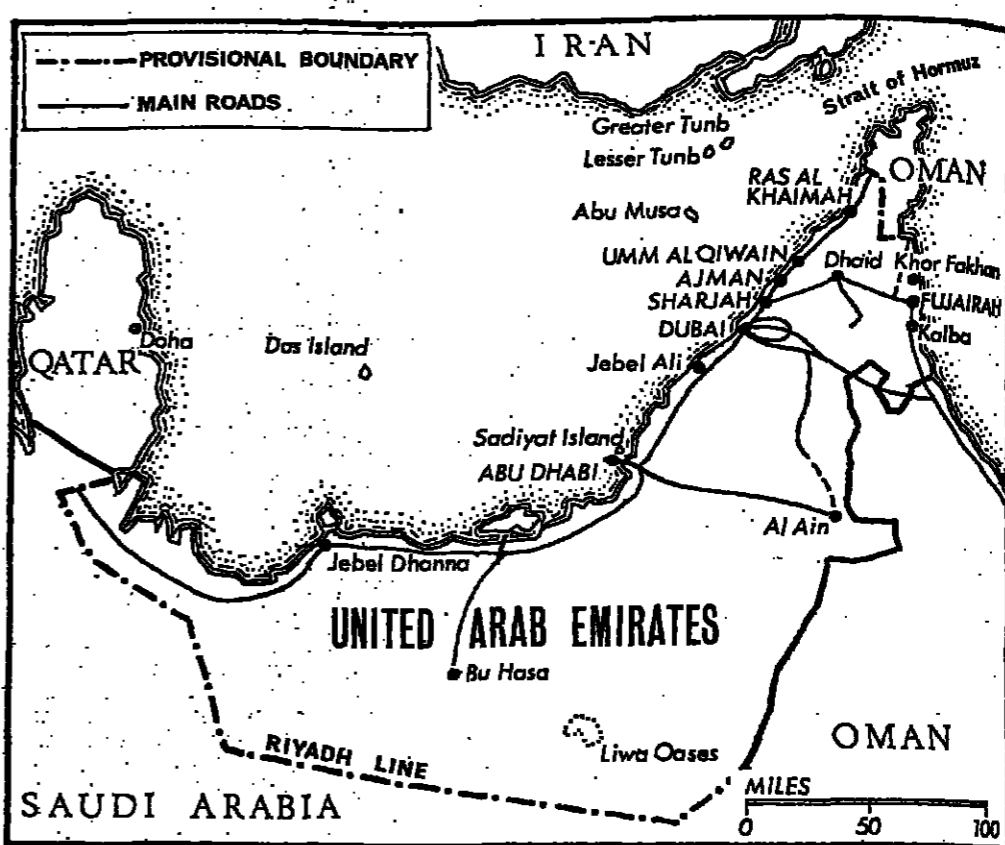 PROVISIONAL BOUNDARY
MAIN ROADS
IRAN
Strait of Hormuz
Greater Tunb
Lesser Tunb
OMAN
RAS AL
KHAIMAH
Abu Musa
UMM AL QIWAIN
Dhaid
Khor Fakhan
AJMAN
SHARJAH
FUJAIRAH
DUBAI
Kalba
Doha
Das Island
QATAR
Jebel Ali
Sadiyat Island
ABU DHABI
Al Ain
Jebel Dhanna
UNITED ARAB EMIRATES
Bu Hasa
RIYADH LINE
Liwa Oases
OMAN
SAUDI ARABIA
MILES
0 50 100